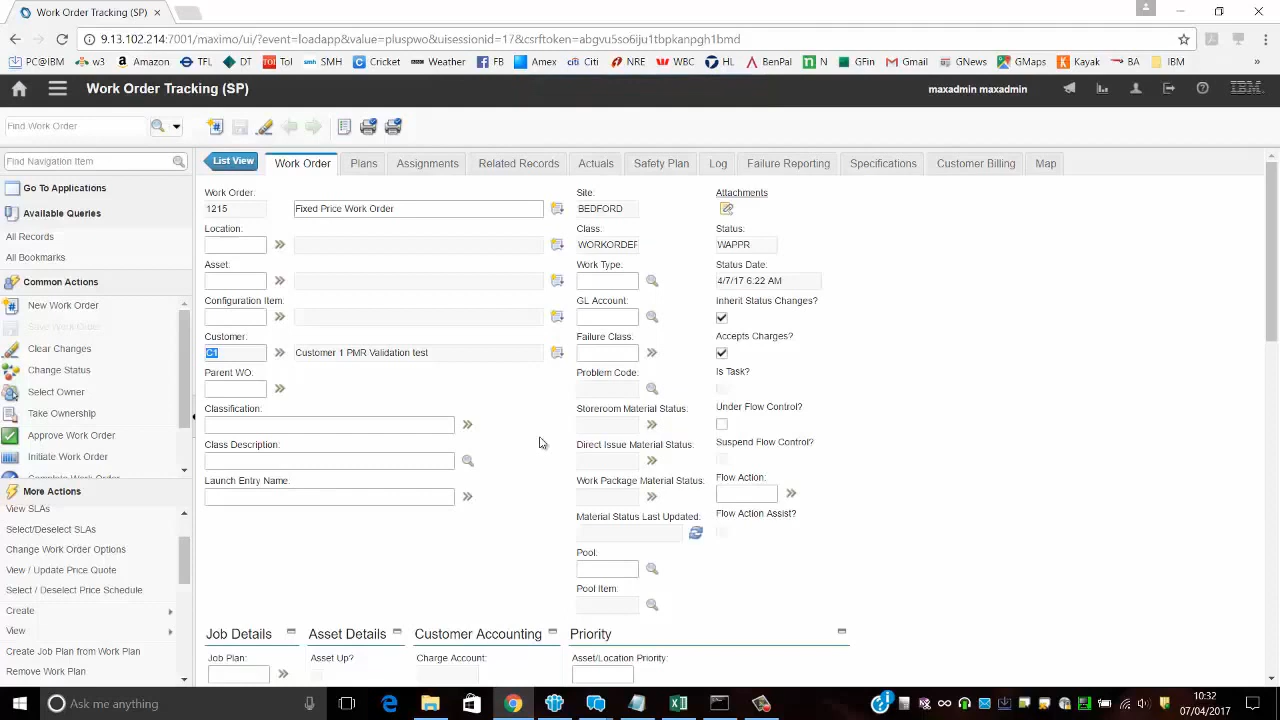 Work Order Tracking (SP)
9.13.102.214:7001/maximo/ui/?event=loadapp&value=pluspwo&uisessionid=17&csrftoken=abgvu5so6iju1tbpkanpgh1bmd
PC@IBM w3 Amazon TFL DT ToI SMH Cricket Weather FB Amex Citi NRE WBC HL BenPal N GFin Gmail GNews GMaps Kayak BA IBM »
Work Order Tracking (SP) maxadmin maxadmin IBM
Find Work Order
Find Navigation Item
Go To Applications
Available Queries
All Records
All Bookmarks
Common Actions
New Work Order
Save Work Order
Clear Changes
Change Status
Select Owner
Take Ownership
Approve Work Order
Initiate Work Order
Complete Work Order
More Actions
View SLAs
Select/Deselect SLAs
Change Work Order Options
View / Update Price Quote
Select / Deselect Price Schedule
Create
View
Create Job Plan from Work Plan
Remove Work Plan
List View Work Order Plans Assignments Related Records Actuals Safety Plan Log Failure Reporting Specifications Customer Billing Map
Work Order:
1215 Fixed Price Work Order
Location:
Asset:
Configuration Item:
Customer:
C1 Customer 1 PMR Validation test
Parent WO:
Classification:
Class Description:
Launch Entry Name:
Site:
BEDFORD
Class:
WORKORDER
Work Type:
GL Account:
Failure Class:
Problem Code:
Storeroom Material Status:
Direct Issue Material Status:
Work Package Material Status:
Material Status Last Updated:
Pool:
Pool Item:
Attachments
Status:
WAPPR
Status Date:
4/7/17 6:22 AM
Inherit Status Changes?
Accepts Charges?
Is Task?
Under Flow Control?
Suspend Flow Control?
Flow Action:
Flow Action Assist?
Job Details Asset Details Customer Accounting Priority
Job Plan: Asset Up? Charge Account: Asset/Location Priority:
Ask me anything
10:32
07/04/2017